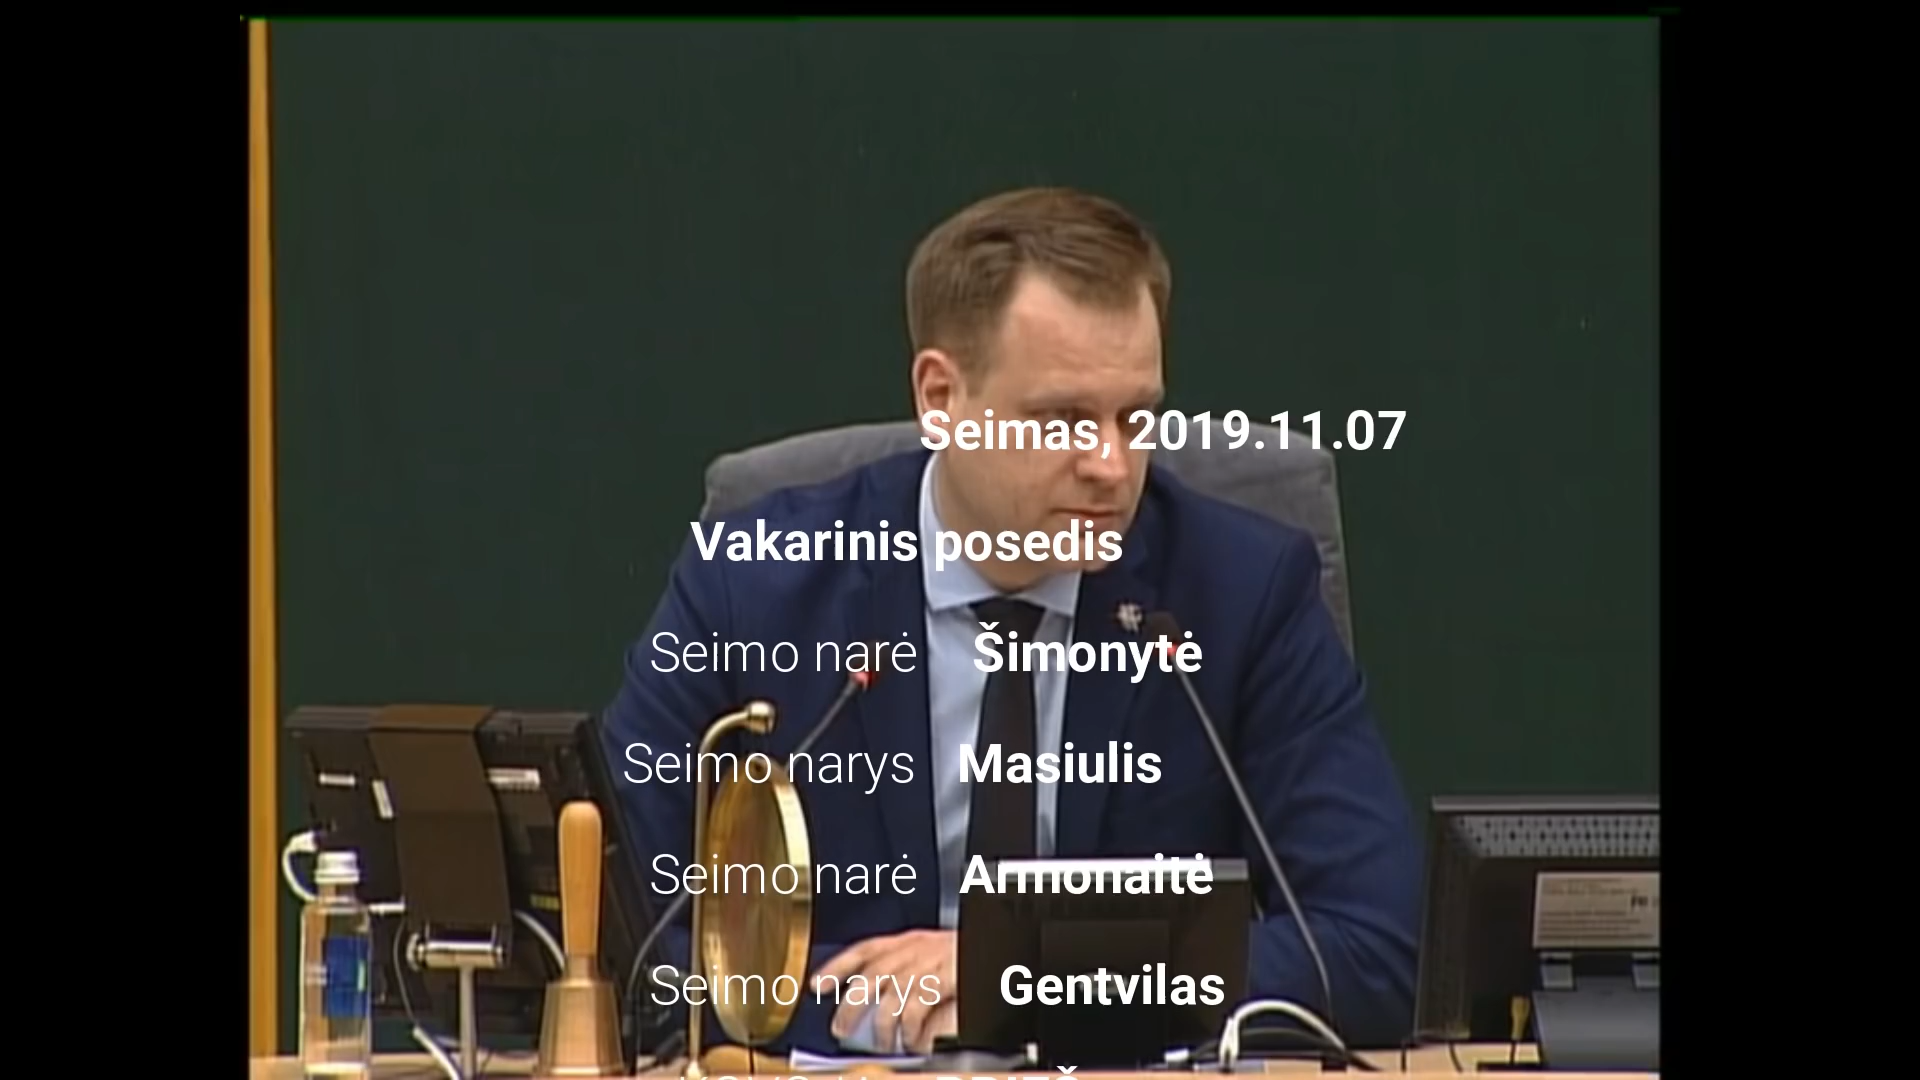 Seimas, 2019.11.07
Vakarinis posedis
Seimo narė Šimonytė
Seimo narys Masiulis
Seimo narė Armonaitė
Seimo narys Gentvilas